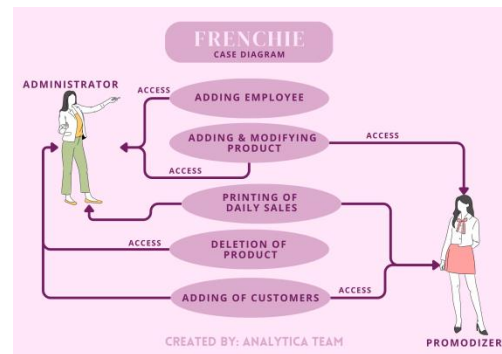 FRENCHIE
CASE DIAGRAM
ADMINISTRATOR
ACCESS
ADDING EMPLOYEE
ADDING & MODIFYING
PRODUCT
ACCESS
ACCESS
PRINTING OF
DAILY SALES
ACCESS
DELETION OF
PRODUCT
ADDING OF CUSTOMERS
ACCESS
CREATED BY: ANALYTICA TEAM
PROMODIZER